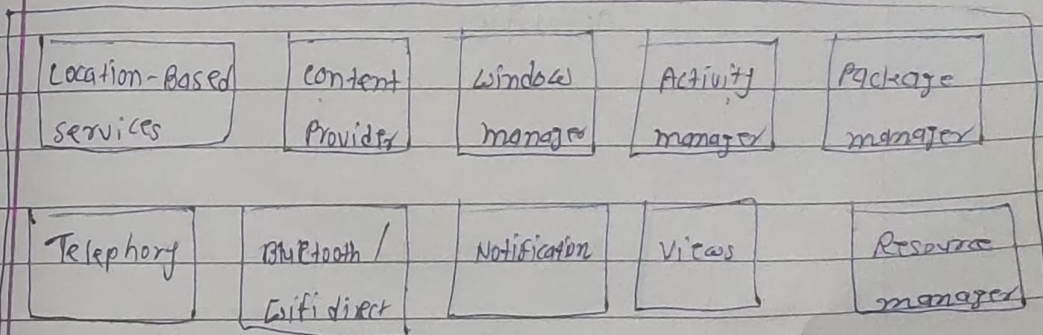 Location-Based
services
content
Provider
window
manager
Activity
manager
Package
manager
Telephony
Bluetooth /
Wifi direct
Notification
Views
Resource
manager